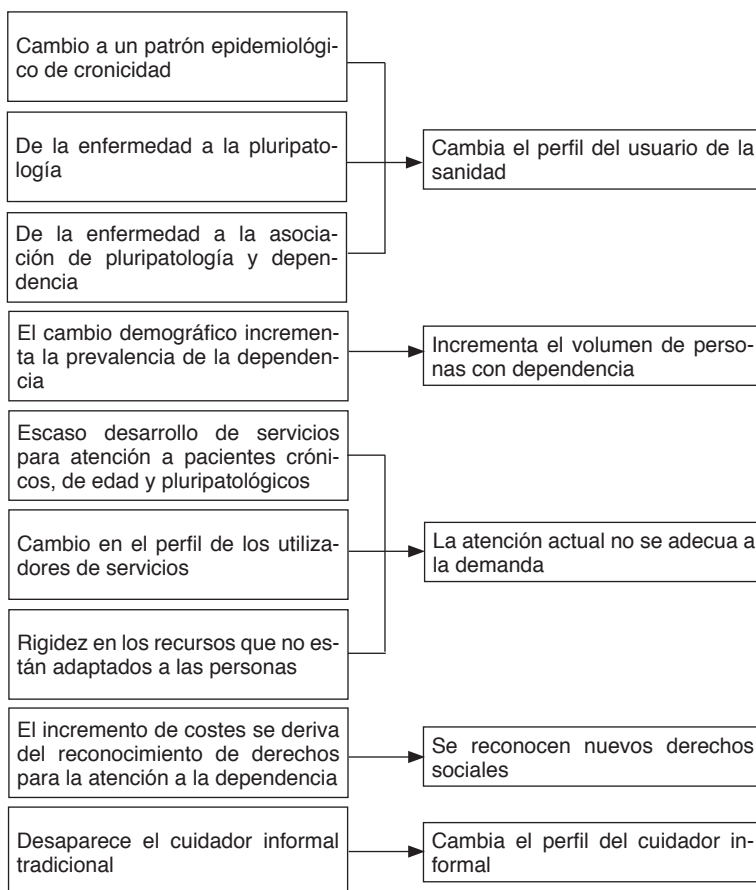 Cambio a un patrón epidemiológi-
co de cronicidad
De la enfermedad a la pluripato-
logía
Cambia el perfil del usuario de la
sanidad
De la enfermedad a la asocia-
ción de pluripatología y depen-
dencia
El cambio demográfico incremen-
ta la prevalencia de la dependen-
cia
Incrementa el volumen de perso-
nas con dependencia
Escaso desarrollo de servicios
para atención a pacientes cróni-
cos, de edad y pluripatológicos
Cambio en el perfil de los utiliza-
dores de servicios
La atención actual no se adecua a
la demanda
Rigidez en los recursos que no es-
tán adaptados a las personas
El incremento de costes se deriva
del reconocimiento de derechos
para la atención a la dependencia
Se reconocen nuevos derechos
sociales
Desaparece el cuidador informal
tradicional
Cambia el perfil del cuidador in-
formal